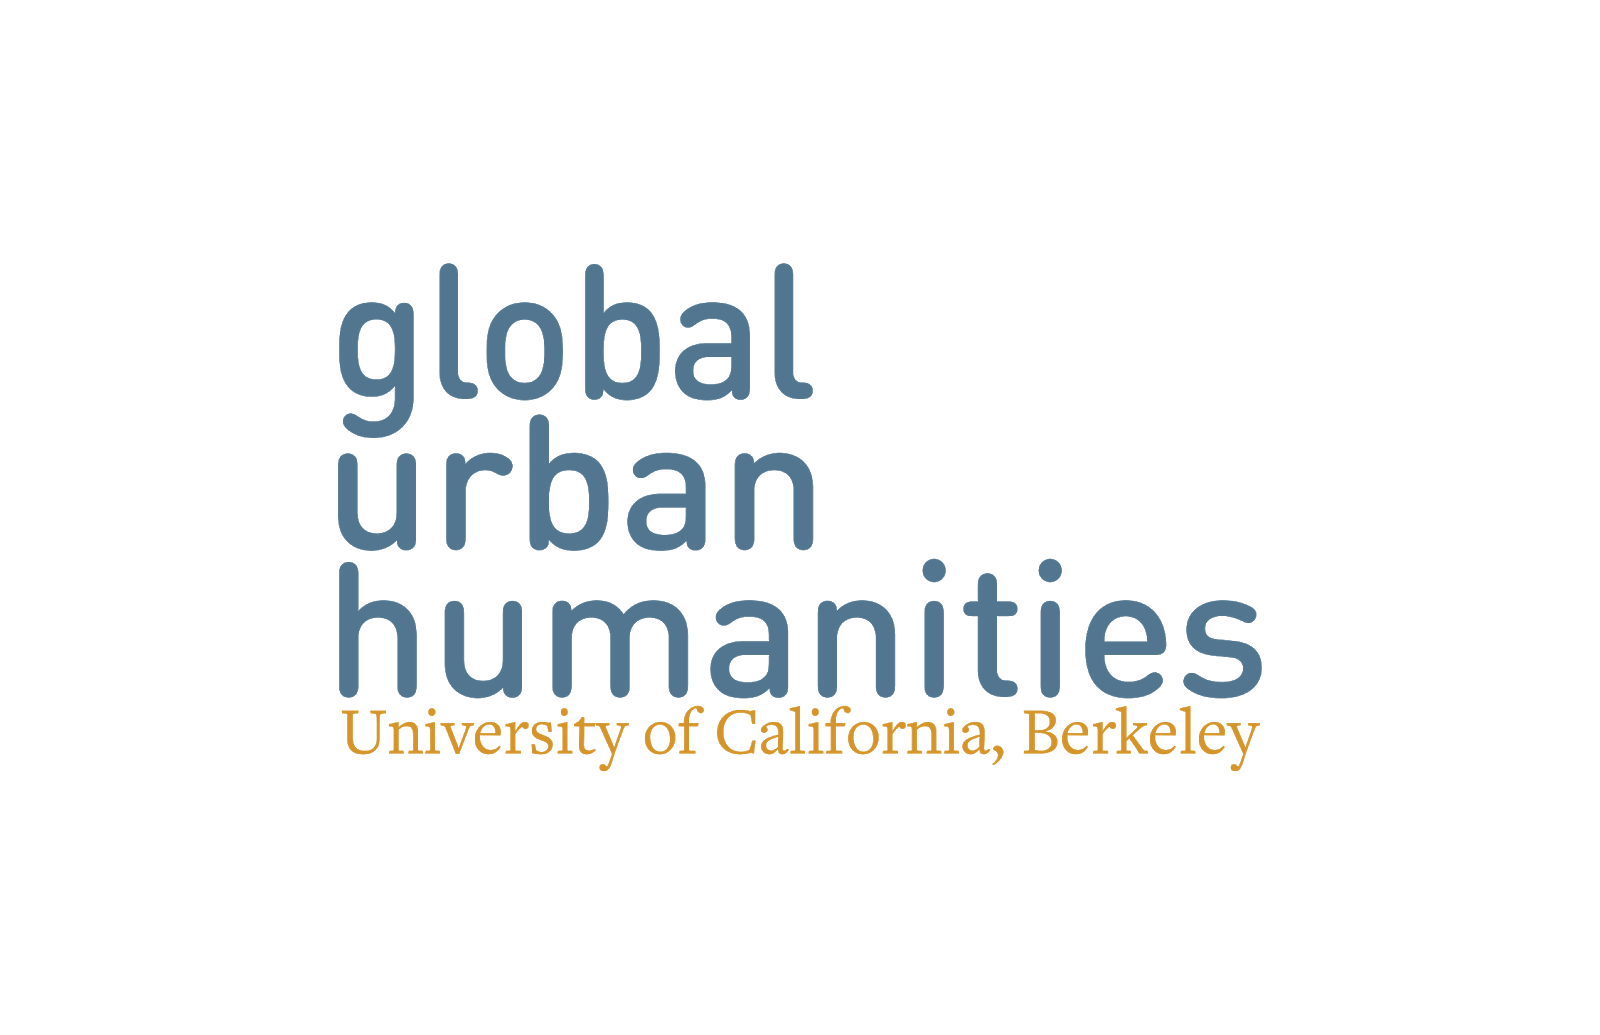 global
urban
humanities
University of California, Berkeley